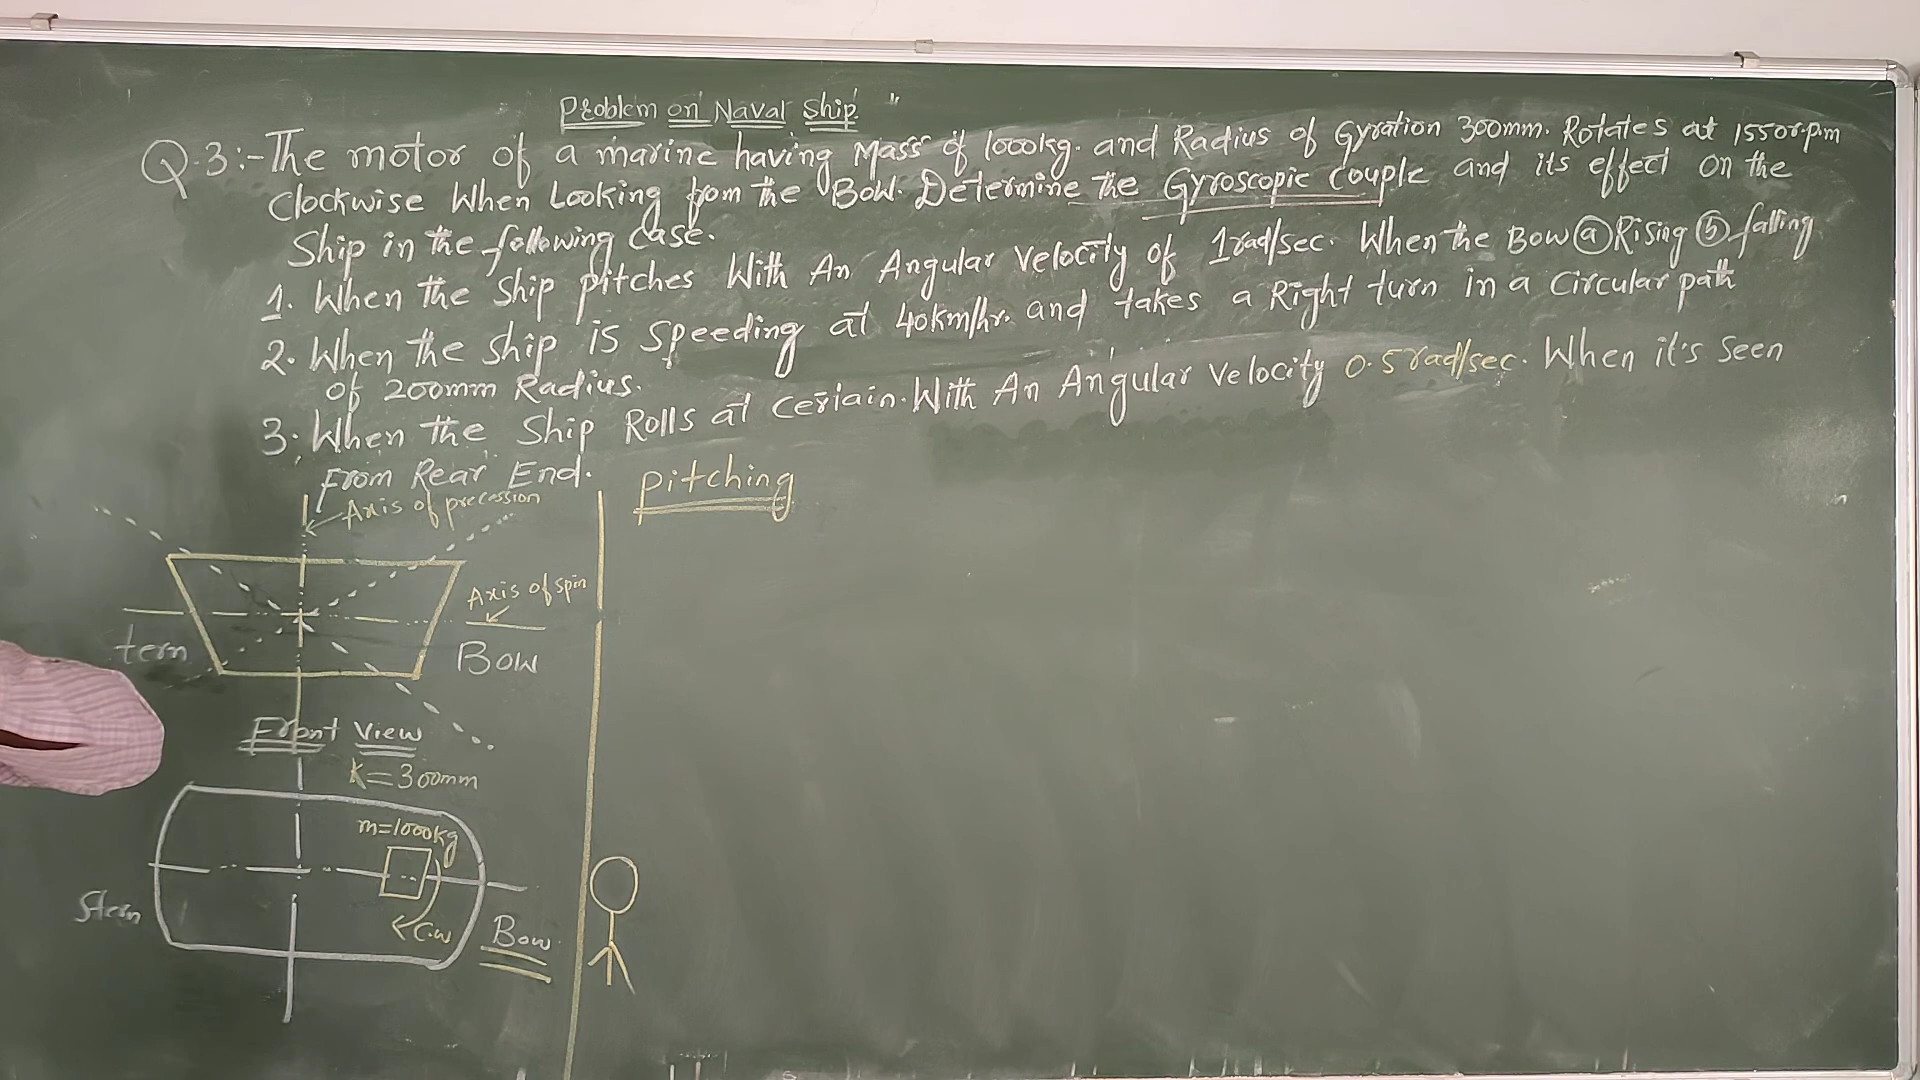 Problem on Naval Ship "
Q.3:- The motor of a marine having Mass of 1000kg. and Radius of Gyration 300mm. Rotates at 1550r.p.m
Clockwise When Looking from the Bow. Determine the Gyroscopic Couple and its effect on the
Ship in the following case.
1. When the Ship pitches With An Angular Velocity of 1rad/sec. When the Bow ⓐ Rising ⓑ falling
2. When the Ship is Speeding at 40km/hr. and takes a Right turn in a Circular path
of 200mm Radius.
3. When the Ship Rolls at Certain. With An Angular Velocity 0.5rad/sec. When it's Seen
From Rear End.
Pitching
Axis of precession
Axis of spin
tern
Bow
Front View
K=300mm
m=1000kg
Stern
C.w
Bow